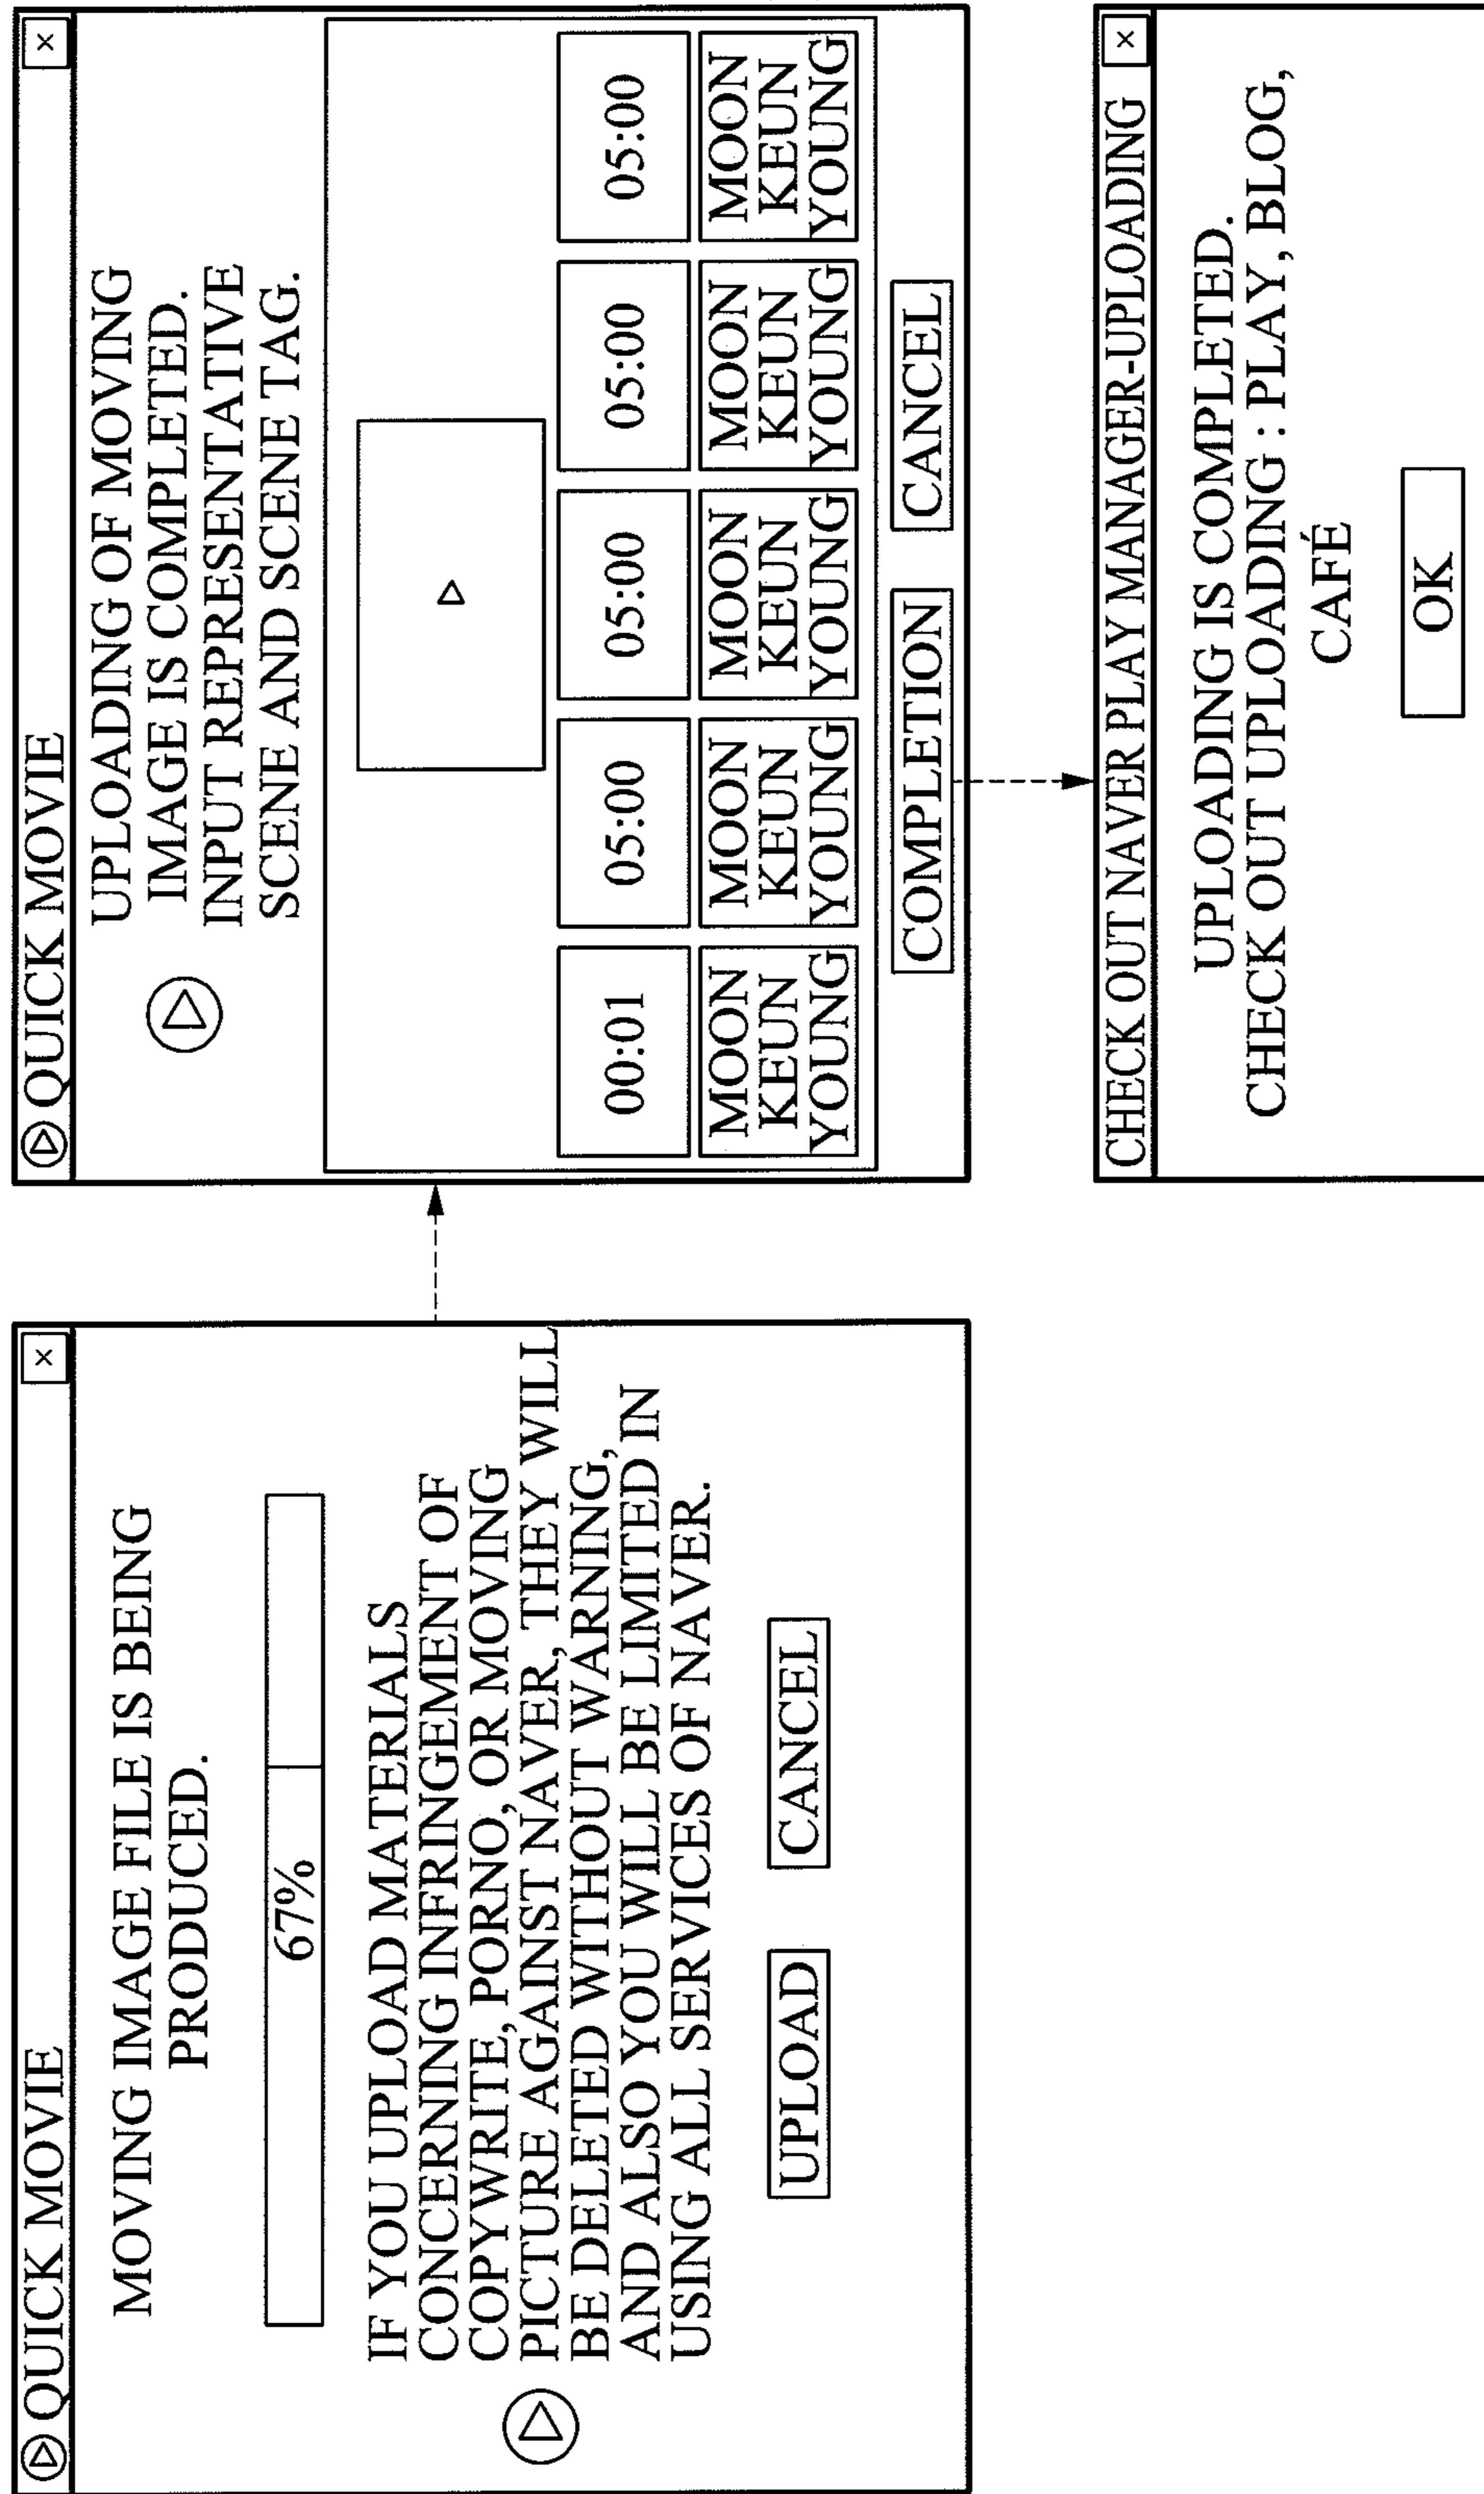 QUICK MOVIE
×
MOVING IMAGE FILE IS BEING
PRODUCED.
67%
IF YOU UPLOAD MATERIALS
CONCERNING INFRINGEMENT OF
COPYWRITE, PORNO, OR MOVING
PICTURE AGAINST NAVER, THEY WILL
BE DELETED WITHOUT WARNING,
AND ALSO YOU WILL BE LIMITED IN
USING ALL SERVICES OF NAVER.
UPLOAD CANCEL
QUICK MOVIE
×
UPLOADING OF MOVING
IMAGE IS COMPLETED.
INPUT REPRESENTATIVE
SCENE AND SCENE TAG.
00:01 05:00 05:00 05:00 05:00
MOON MOON MOON MOON MOON
KEUN KEUN KEUN KEUN KEUN
YOUNG YOUNG YOUNG YOUNG YOUNG
COMPLETION CANCEL
CHECK OUT NAVER PLAY MANAGER-UPLOADING ×
UPLOADING IS COMPLETED.
CHECK OUT UPLOADING : PLAY, BLOG,
CAFÉ
OK